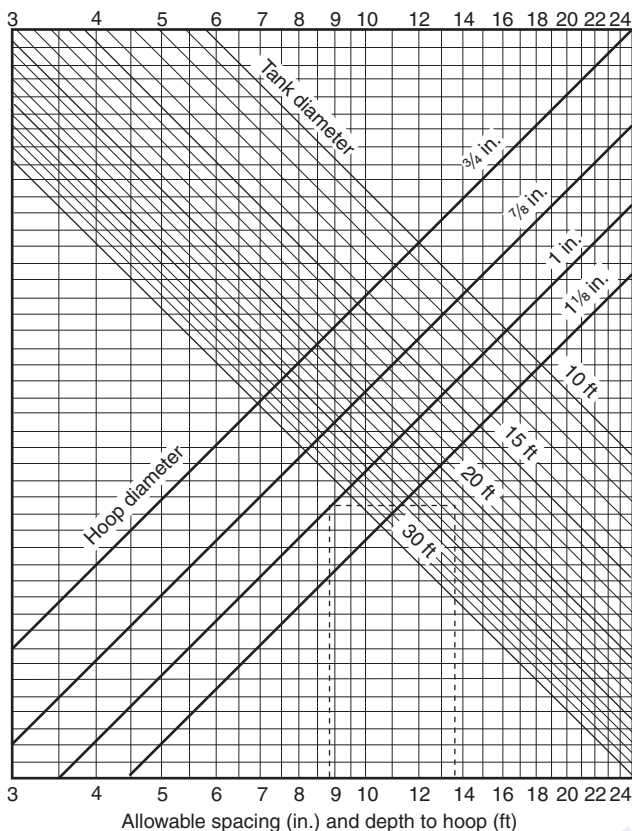 3 4 5 6 7 8 9 10 12 14 16 18 20 22 24
Tank diameter
3/4 in.
7/8 in.
1 in.
1 1/8 in.
10 ft
15 ft
20 ft
30 ft
Hoop diameter
3 4 5 6 7 8 9 10 12 14 16 18 20 22 24
Allowable spacing (in.) and depth to hoop (ft)